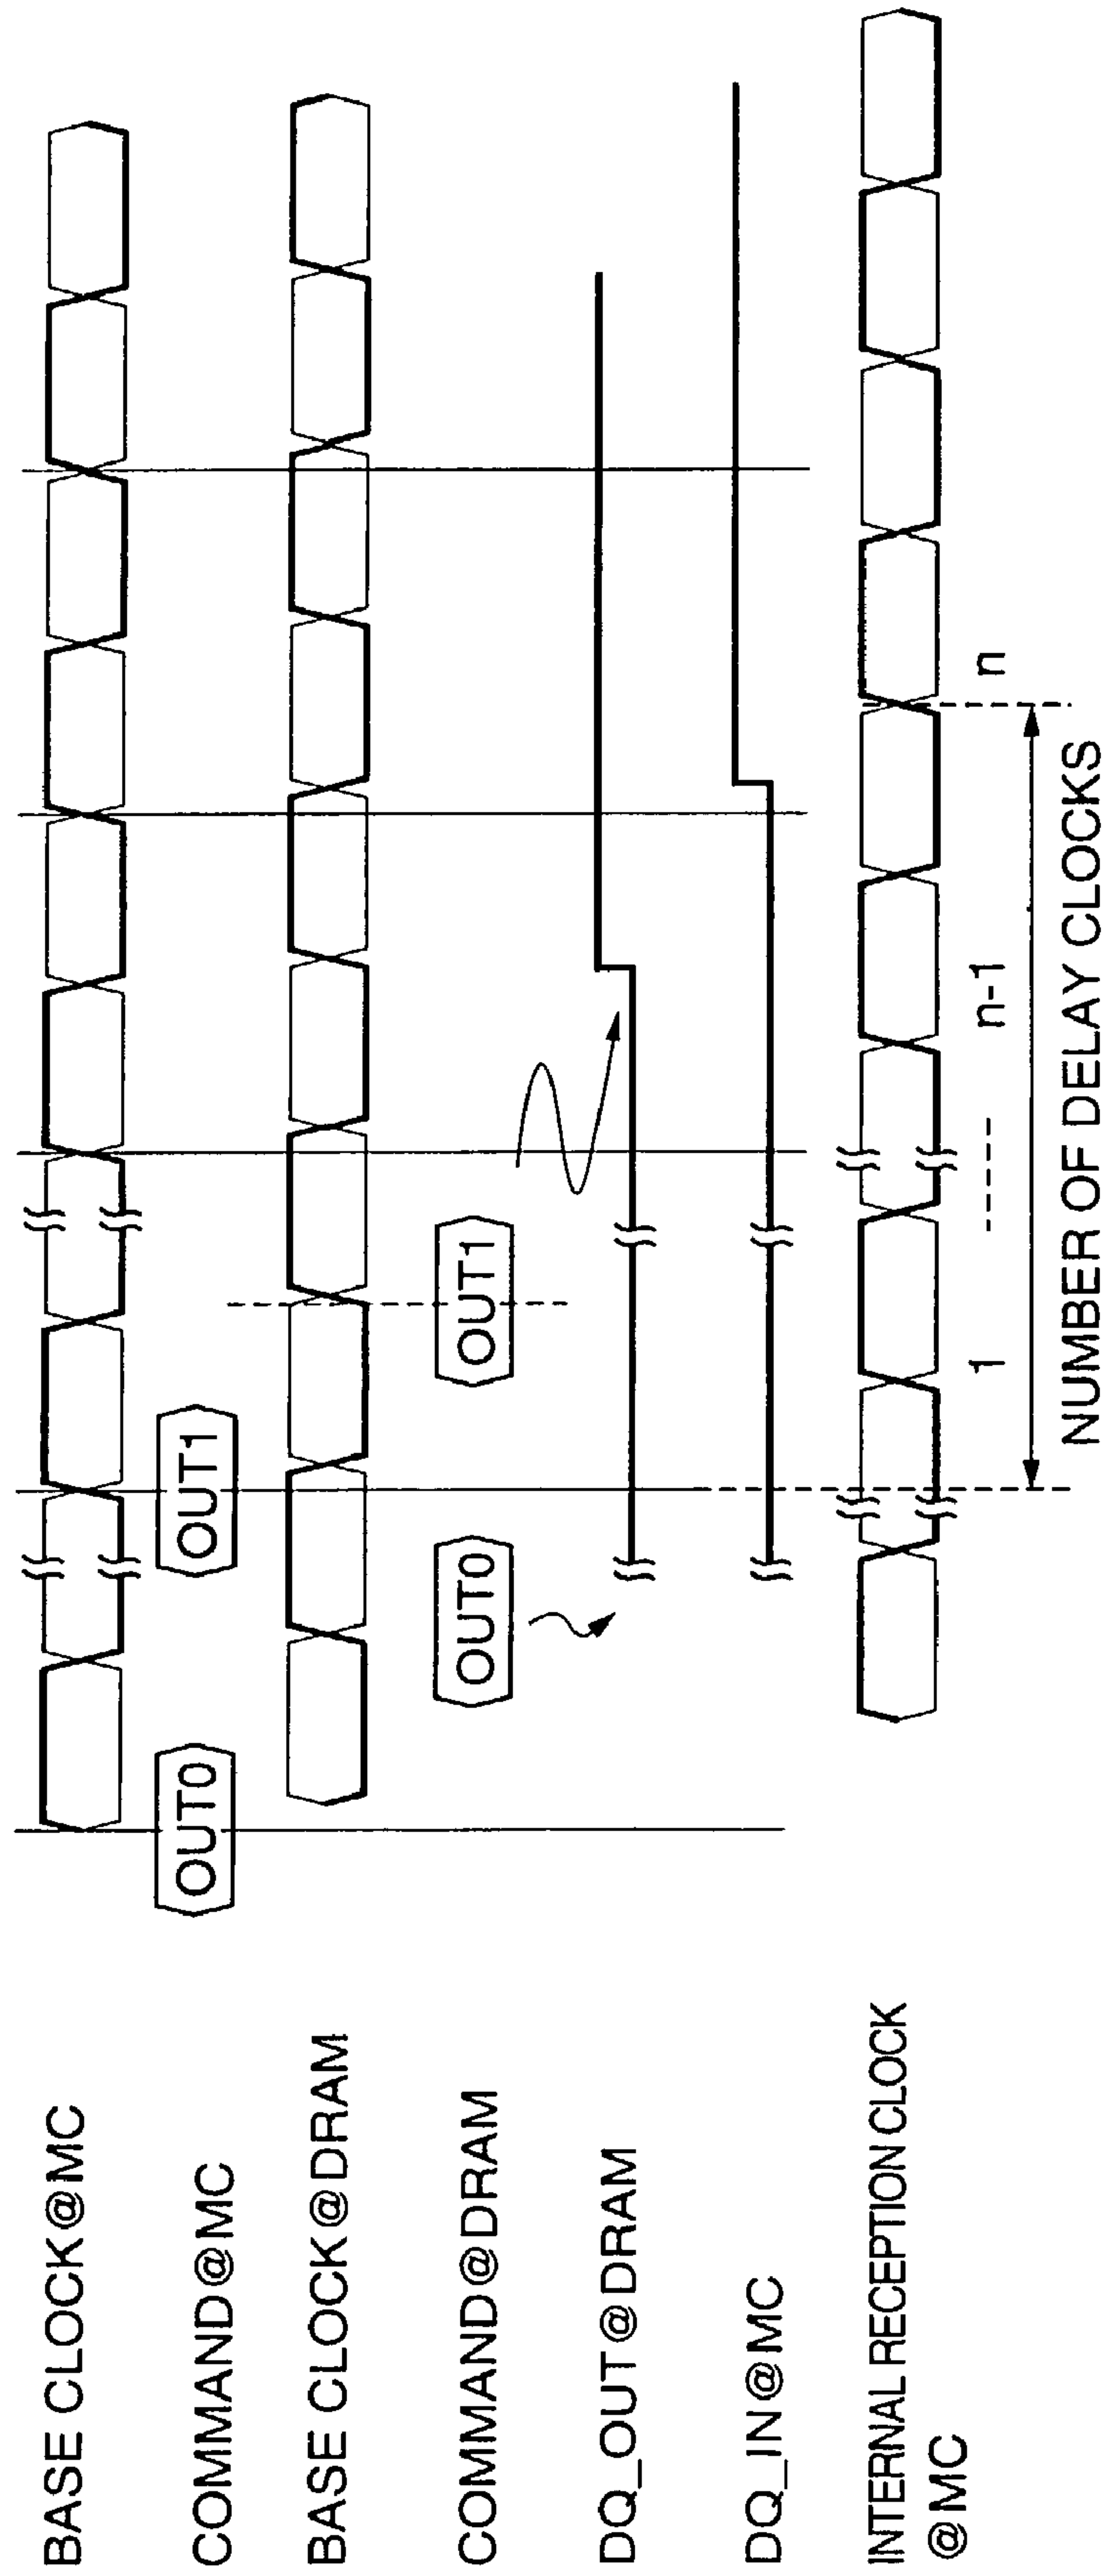 BASE CLOCK@MC
COMMAND@MC
OUT0
OUT1
BASE CLOCK@DRAM
COMMAND@DRAM
OUT0
OUT1
DQ_OUT@DRAM
DQ_IN@MC
INTERNAL RECEPTION CLOCK
@MC
1
n-1
n
NUMBER OF DELAY CLOCKS